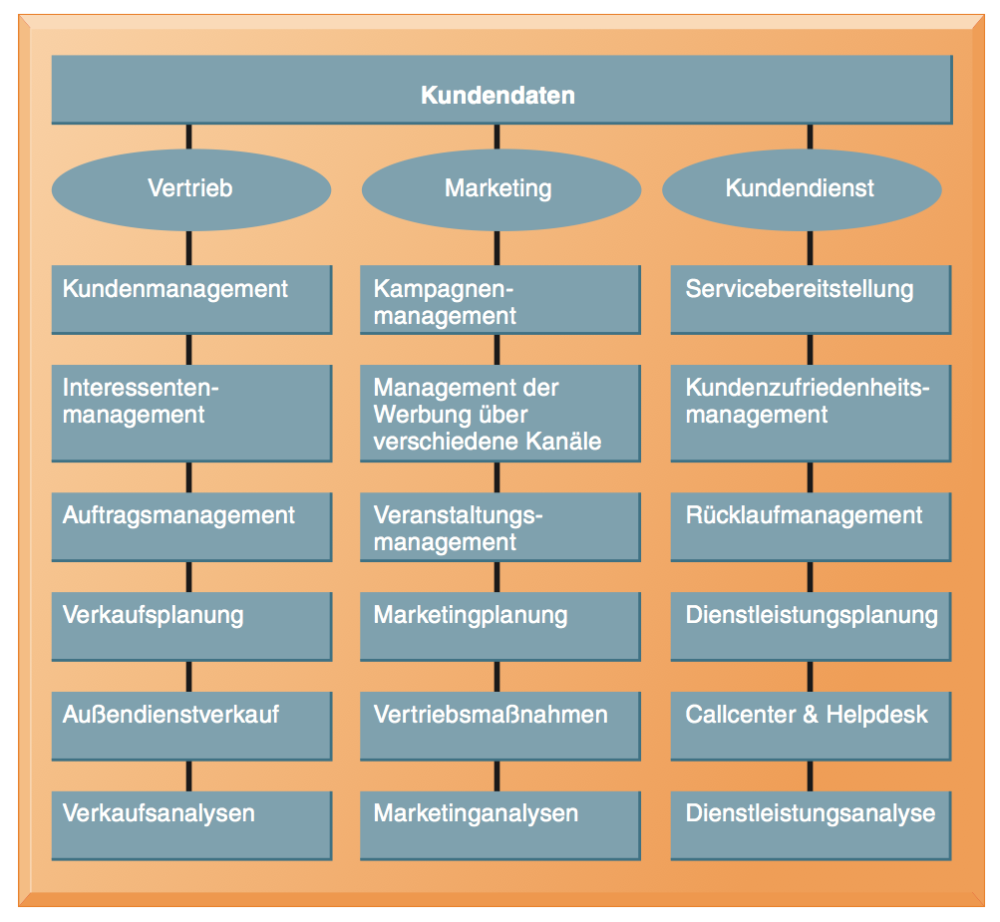 Kundendaten
Vertrieb
Kundenmanagement
Interessenten-
management
Auftragsmanagement
Verkaufsplanung
Außendienstverkauf
Verkaufsanalysen
Marketing
Kampagnen-
management
Management der
Werbung über
verschiedene Kanäle
Veranstaltungs-
management
Marketingplanung
Vertriebsmaßnahmen
Marketinganalysen
Kundendienst
Servicebereitstellung
Kundenzufriedenheits-
management
Rücklaufmanagement
Dienstleistungsplanung
Callcenter & Helpdesk
Dienstleistungsanalyse